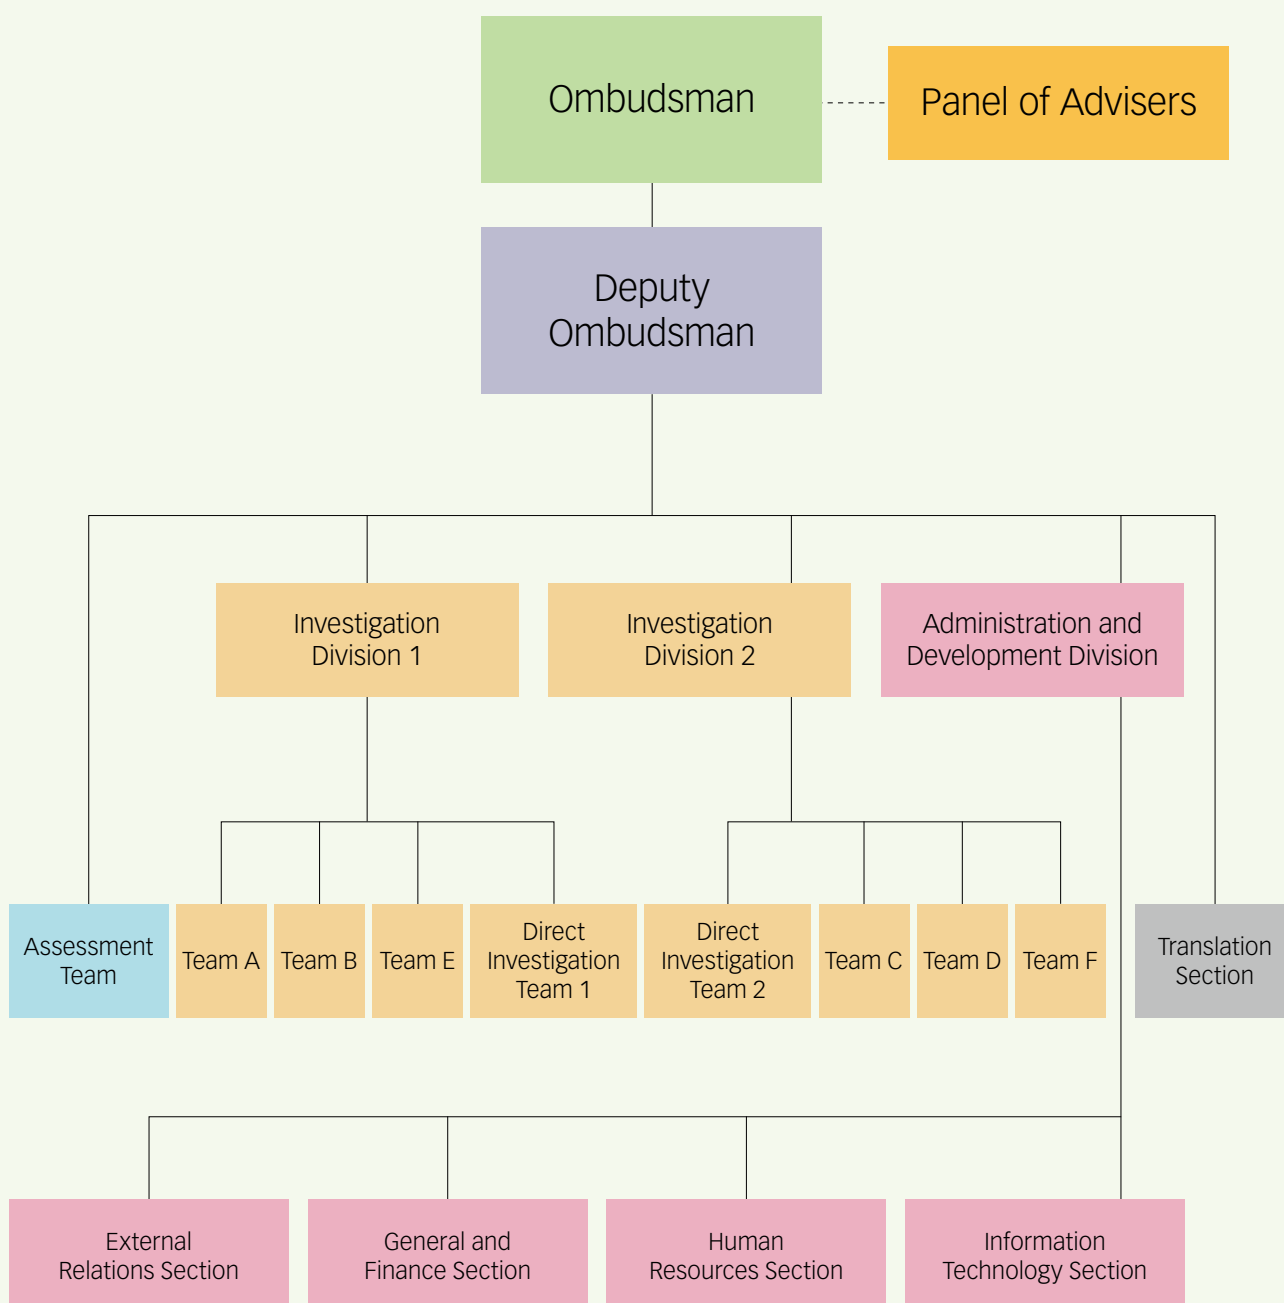 Ombudsman
Panel of Advisers
Deputy
Ombudsman
Investigation
Division 1
Investigation
Division 2
Administration and
Development Division
Assessment
Team
Team A
Team B
Team E
Direct
Investigation
Team 1
Direct
Investigation
Team 2
Team C
Team D
Team F
Translation
Section
External
Relations Section
General and
Finance Section
Human
Resources Section
Information
Technology Section